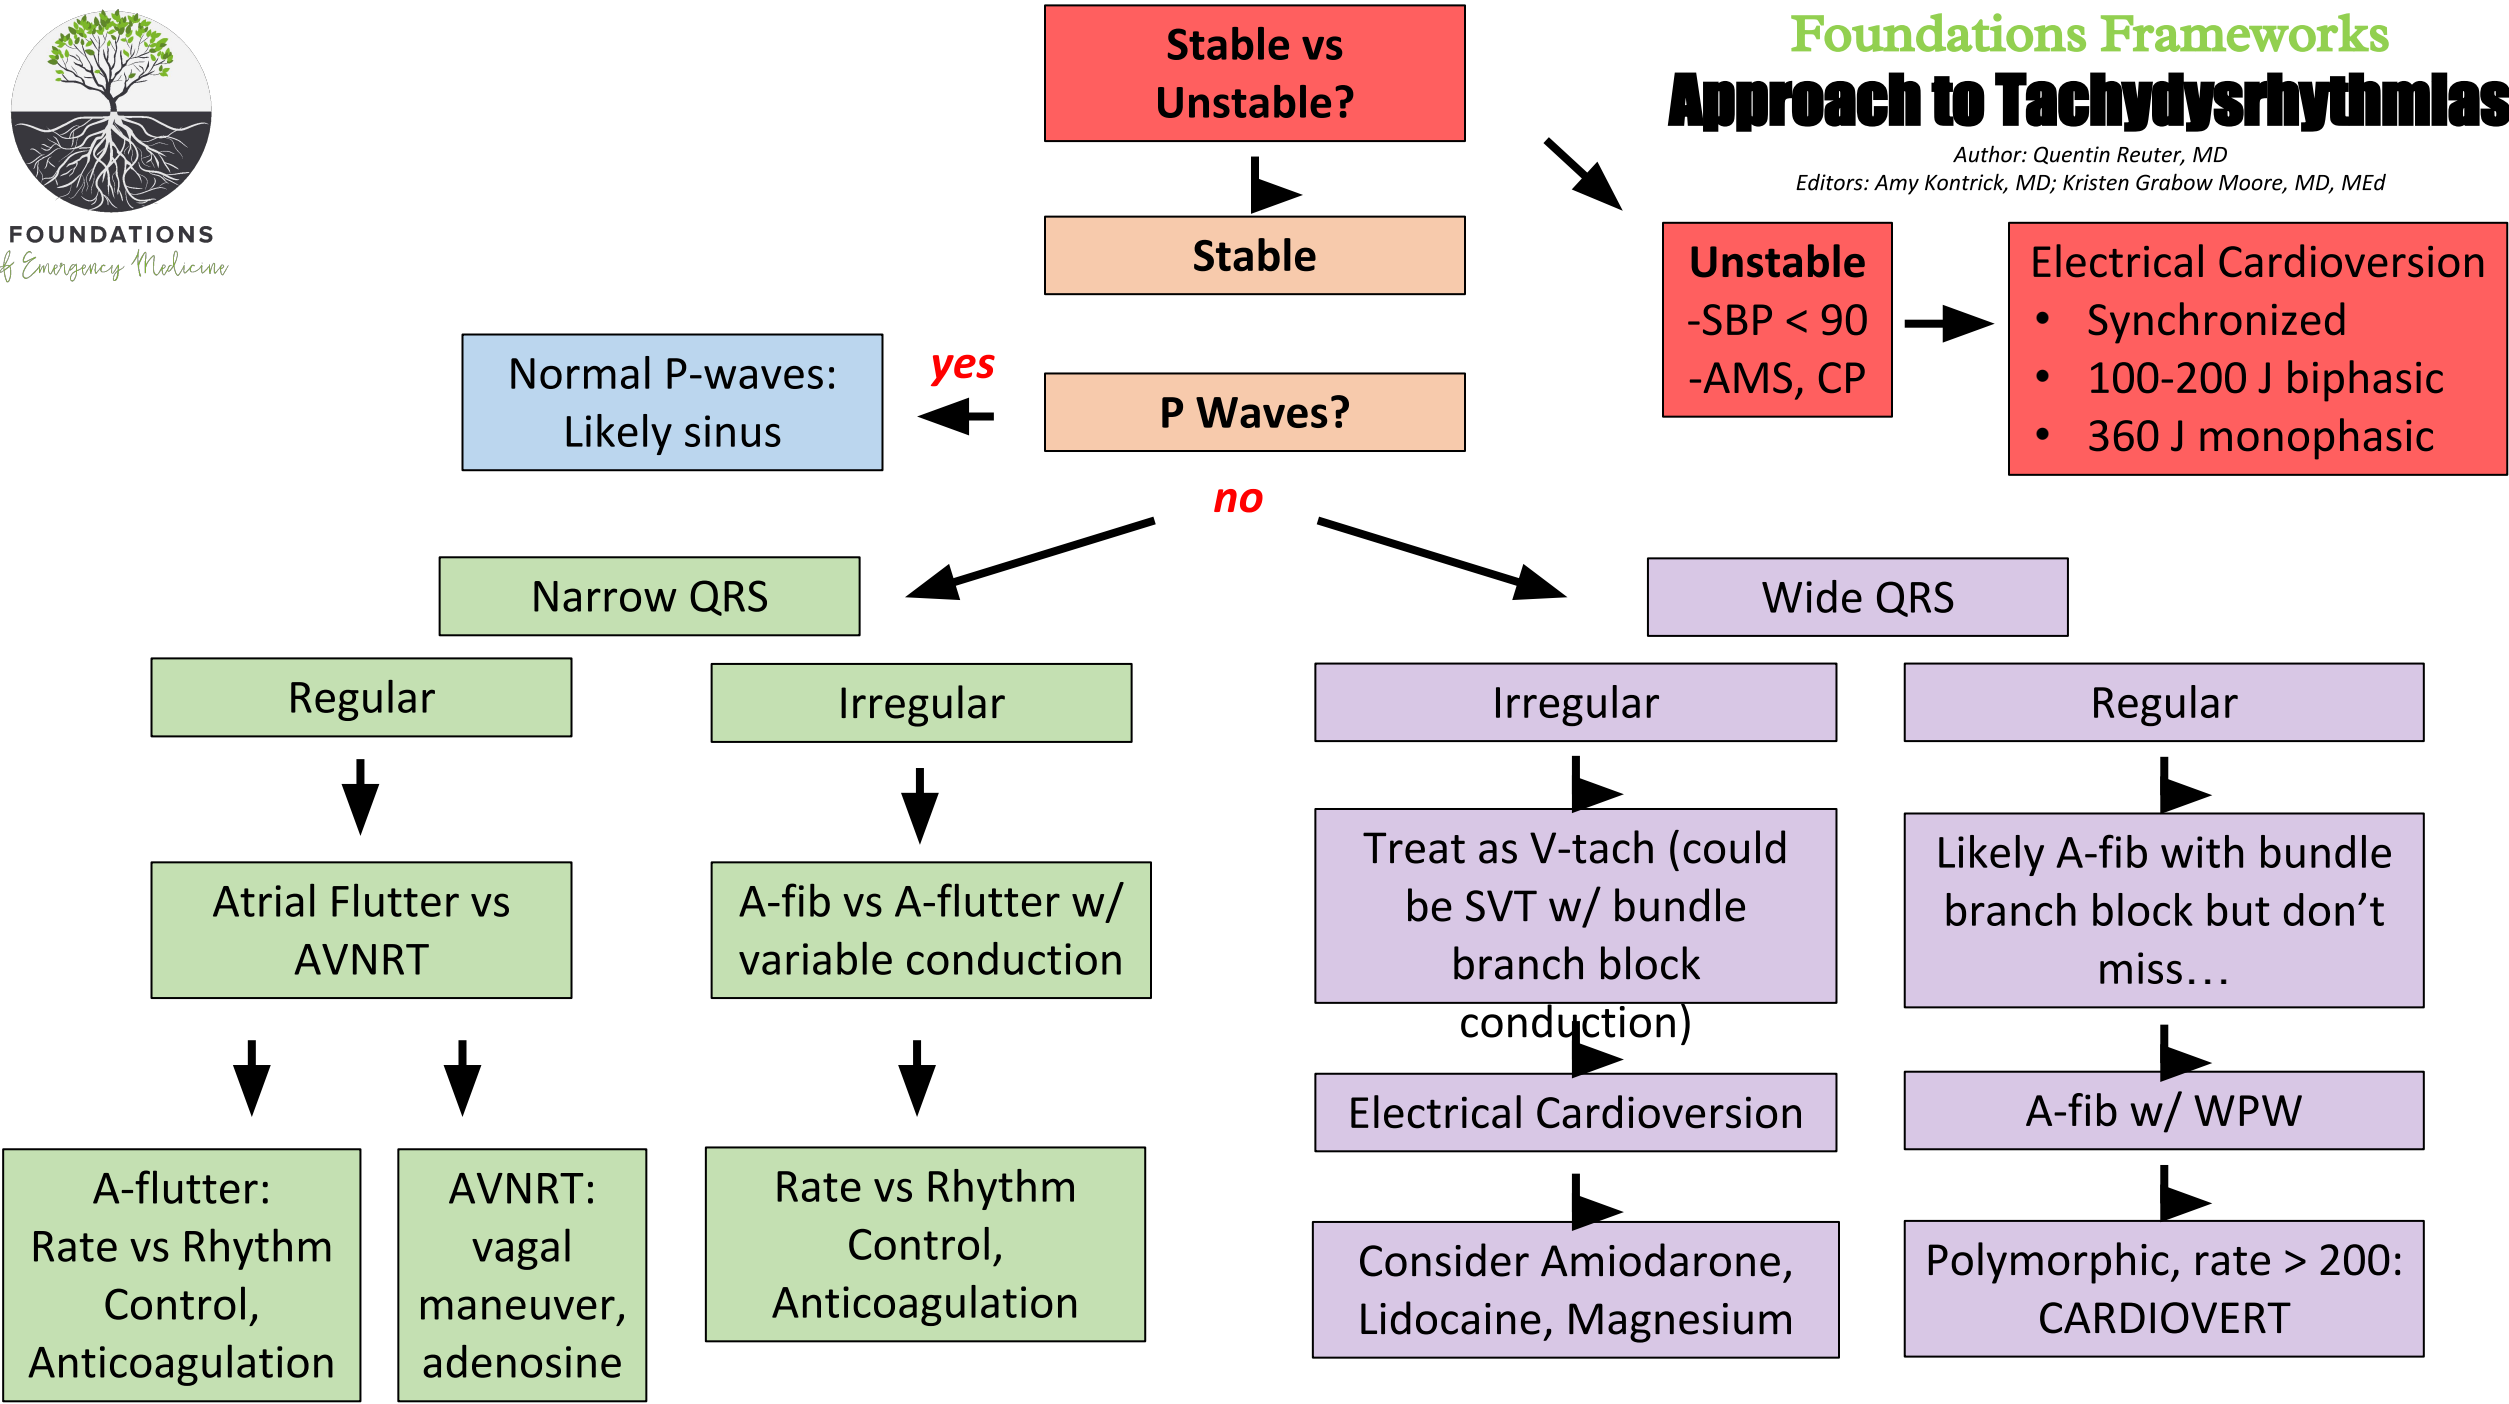 FOUNDATIONS
of Emergency Medicine
Stable vs
Unstable?
Foundations Frameworks
Approach to Tachydysrhythmias
Author: Quentin Reuter, MD
Editors: Amy Kontrick, MD; Kristen Grabow Moore, MD, MEd
Stable
Unstable
-SBP < 90
-AMS, CP
Electrical Cardioversion
• Synchronized
• 100-200 J biphasic
• 360 J monophasic
Normal P-waves:
Likely sinus
yes
P Waves?
no
Narrow QRS
Wide QRS
Regular
Irregular
Irregular
Regular
Atrial Flutter vs
AVNRT
A-fib vs A-flutter w/
variable conduction
Treat as V-tach (could
be SVT w/ bundle
branch block
conduction)
Likely A-fib with bundle
branch block but don’t
miss…
Electrical Cardioversion
A-fib w/ WPW
A-flutter:
Rate vs Rhythm
Control,
Anticoagulation
AVNRT:
vagal
maneuver,
adenosine
Rate vs Rhythm
Control,
Anticoagulation
Consider Amiodarone,
Lidocaine, Magnesium
Polymorphic, rate > 200:
CARDIOVERT